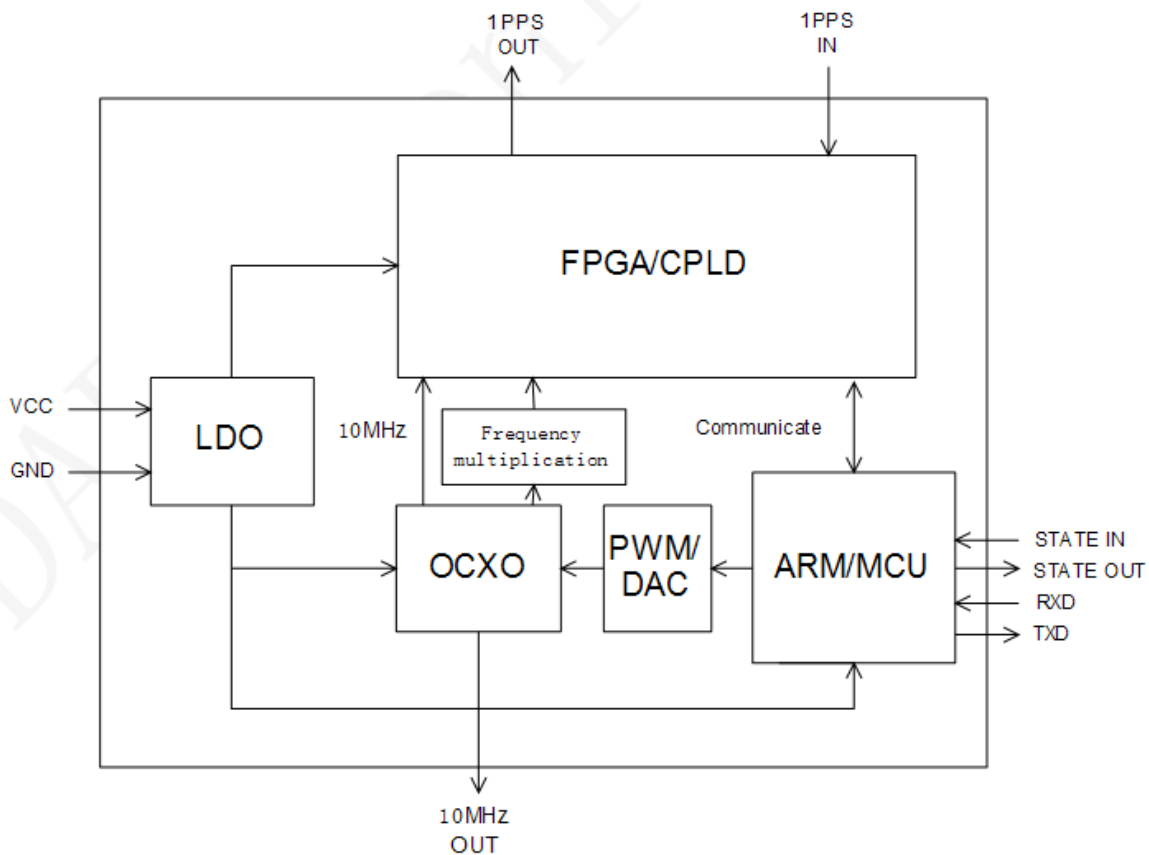 1PPS
OUT
1PPS
IN
FPGA/CPLD
VCC
GND
LDO
10MHz
Frequency
multiplication
Communicate
OCXO
PWM/
DAC
ARM/MCU
STATE IN
STATE OUT
RXD
TXD
10MHz
OUT